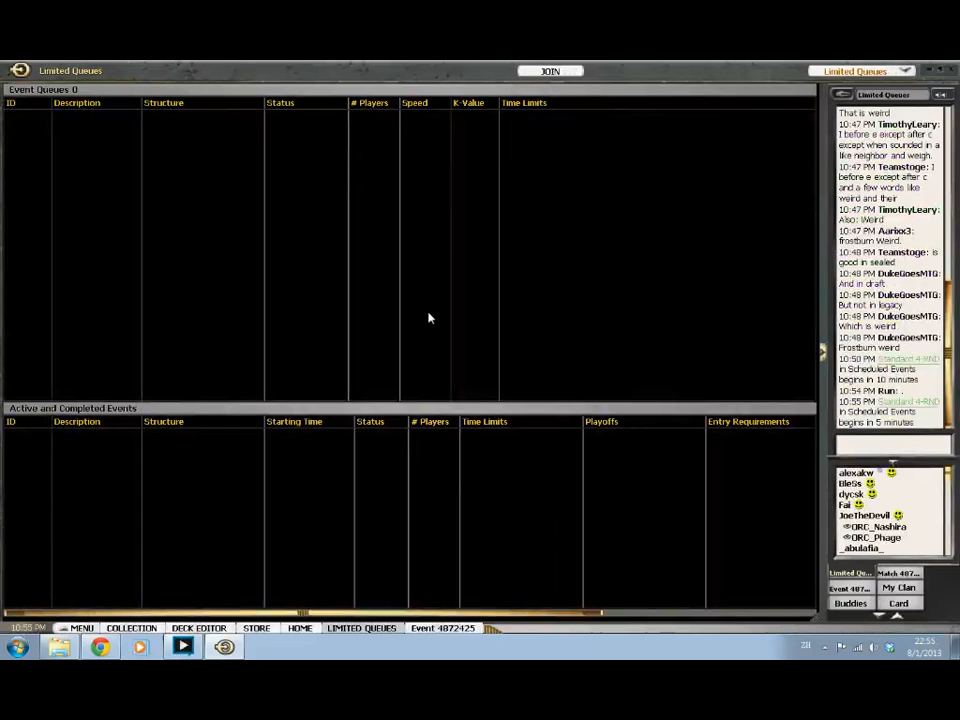 Limited Queues
JOIN
Limited Queues
Event Queues 0
ID Description Structure Status # Players Speed K-Value Time Limits
Active and Completed Events
ID Description Structure Starting Time Status # Players Time Limits Playoffs Entry Requirements
Limited Queues
That is weird
10:47 PM TimothyLeary:
I before e except after c
except when sounded in a
like neighbor and weigh.
10:47 PM Teamstoge: I
before e except after c
and a few words like
weird and their
10:47 PM TimothyLeary:
Also: Weird
10:47 PM Aarixx3:
frostburn Weird.
10:48 PM Teamstoge: is
good in sealed
10:48 PM DukeGoesMTG:
And in draft
10:48 PM DukeGoesMTG:
But not in legacy
10:48 PM DukeGoesMTG:
Which is weird
10:48 PM DukeGoesMTG:
Frostburn weird
10:50 PM Standard 4-RND
in Scheduled Events
begins in 10 minutes
10:54 PM Run: .
10:55 PM Standard 4-RND
in Scheduled Events
begins in 5 minutes
alexakw
BleSs
dycsk
Fai
JoeTheDevil
ORC_Nashira
ORC_Phage
_abulafia_
Limited Qu... Match 487...
Event 487... My Clan
Buddies Card
10:55 PM MENU COLLECTION DECK EDITOR STORE HOME LIMITED QUEUES Event 4872425
ZH
22:55
8/1/2013